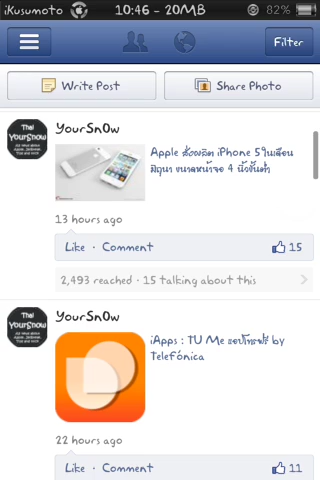 iKusumoto
10:46 - 20MB
82%
Filter
Write Post
Share Photo
Thai
YourSnow
YourSn0w
Apple สั่งผลิต iPhone 5 ในเดือน
มิถุนา ขนาดหน้าจอ 4 นิ้วขั้นต่ำ
13 hours ago
Like · Comment
15
2,493 reached · 15 talking about this
Thai
YourSnow
YourSn0w
iApps : TU Me แอปโทรฟรี by
Telefónica
22 hours ago
Like · Comment
11